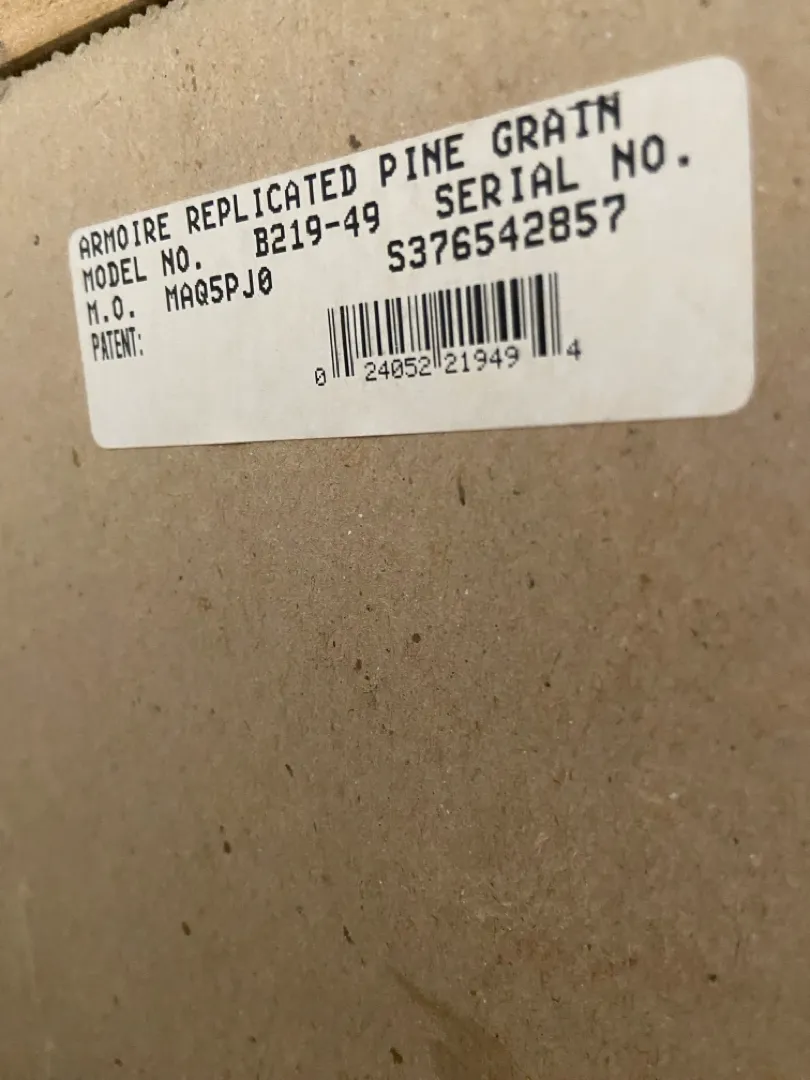 ARMOIRE REPLICATED PINE GRAIN
MODEL NO. B219-49 SERIAL NO.
M.O. MAQ5PJ0 S376542857
PATENT:
0 24052 21949 4